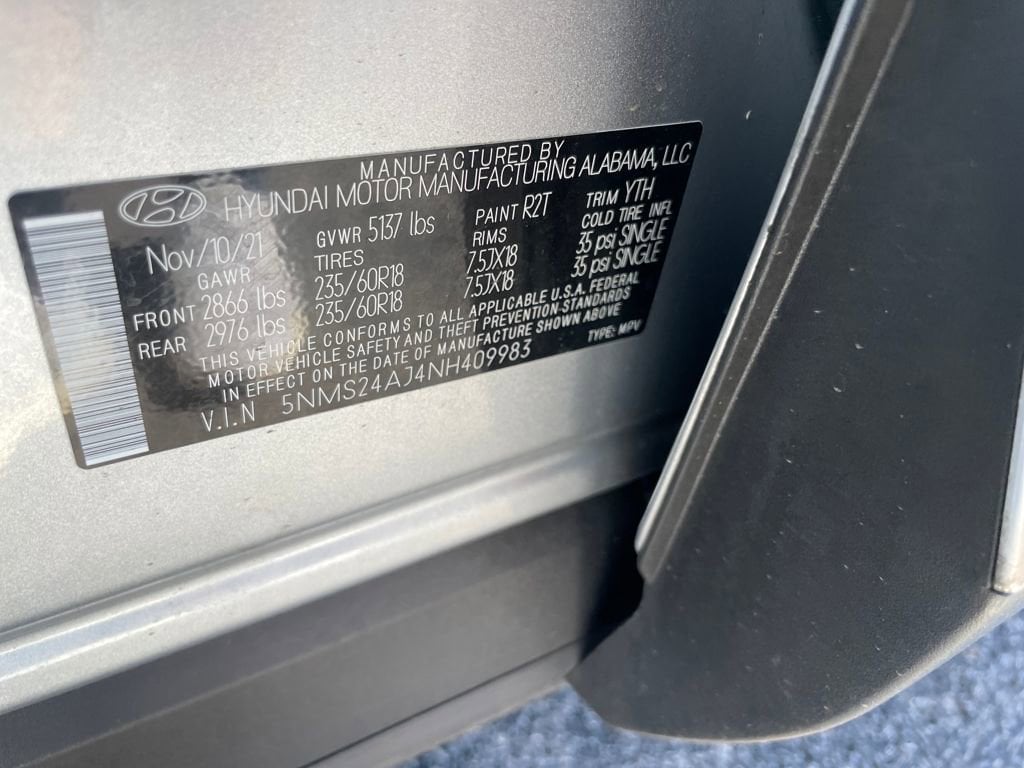 MANUFACTURED BY
HYUNDAI MOTOR MANUFACTURING ALABAMA, LLC
Nov/10/21 GVWR 5137 lbs PAINT R2T TRIM YTH
GAWR TIRES RIMS COLD TIRE INFL
FRONT 2866 lbs 235/60R18 7.5JX18 35 psi SINGLE
REAR 2976 lbs 235/60R18 7.5JX18 35 psi SINGLE
THIS VEHICLE CONFORMS TO ALL APPLICABLE U.S.A. FEDERAL
MOTOR VEHICLE SAFETY AND THEFT PREVENTION STANDARDS
IN EFFECT ON THE DATE OF MANUFACTURE SHOWN ABOVE
V.I.N 5NMS24AJ4NH409983 TYPE: MPV